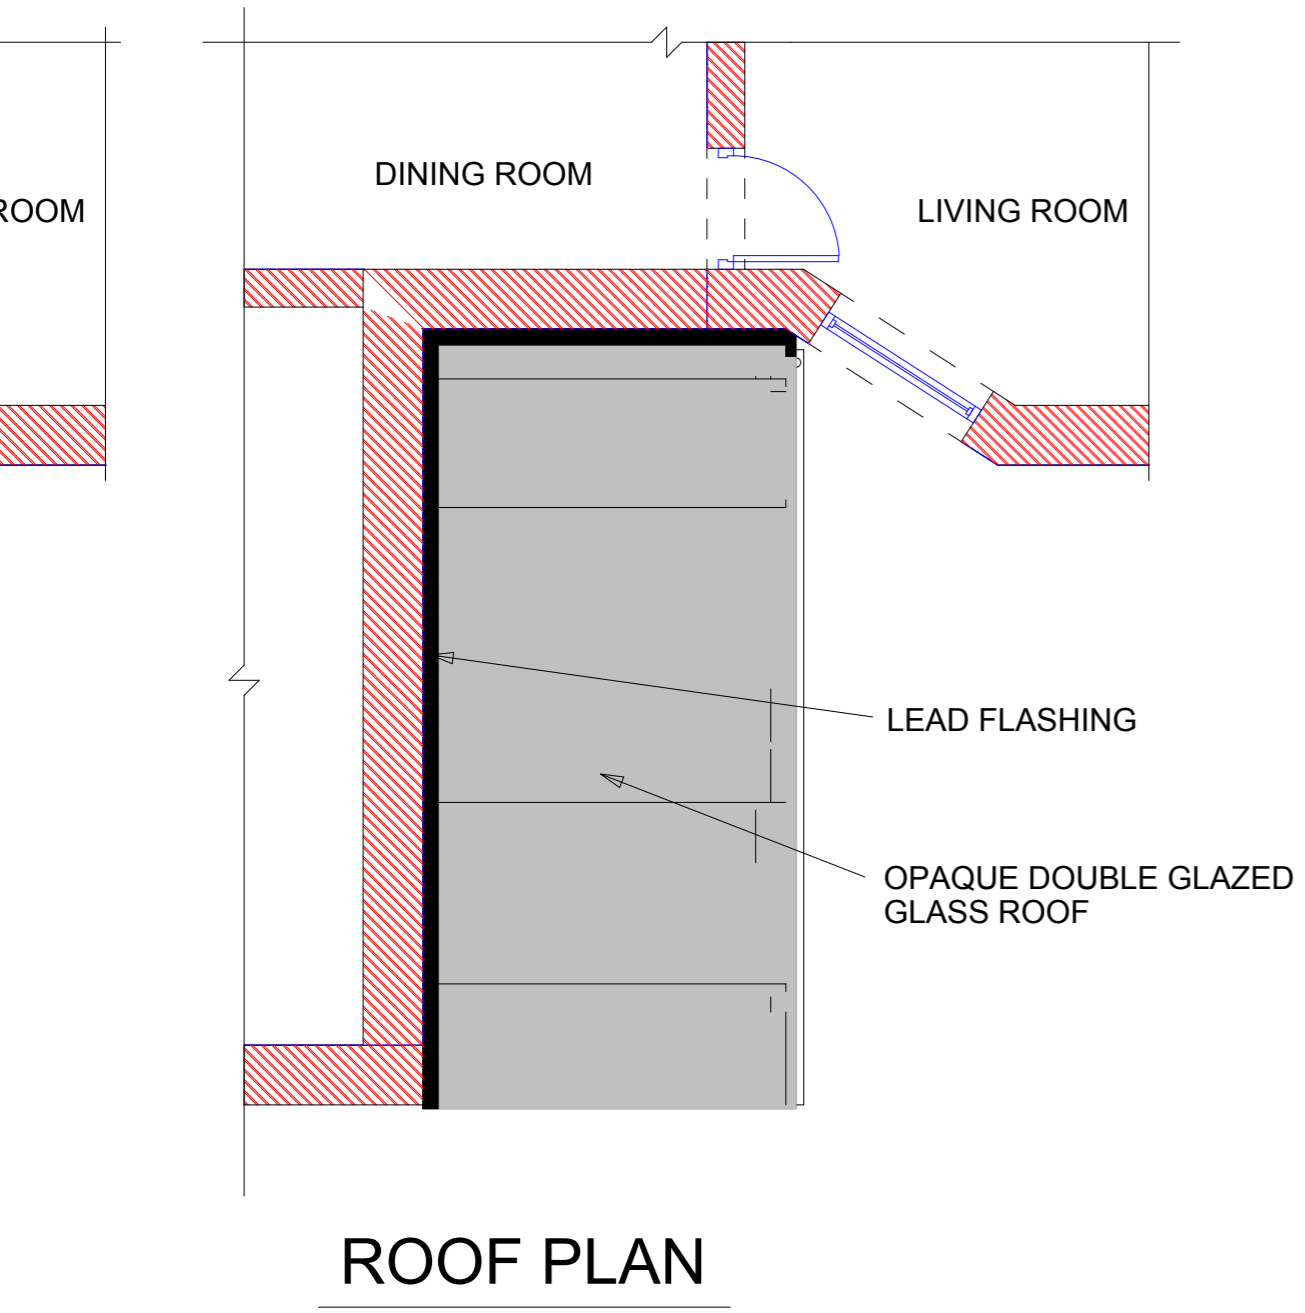 DINING ROOM
ROOM
LIVING ROOM
LEAD FLASHING
OPAQUE DOUBLE GLAZED
GLASS ROOF
ROOF PLAN